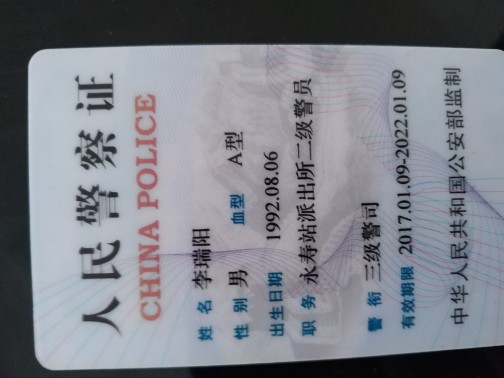 人民警察证
CHINA POLICE
姓 名 李瑞阳
性 别 男 血型 A型
出生日期 1992.08.06
职 务 永寿站派出所二级警员
警 衔 三级警司
有效期限 2017.01.09-2022.01.09
中华人民共和国公安部监制